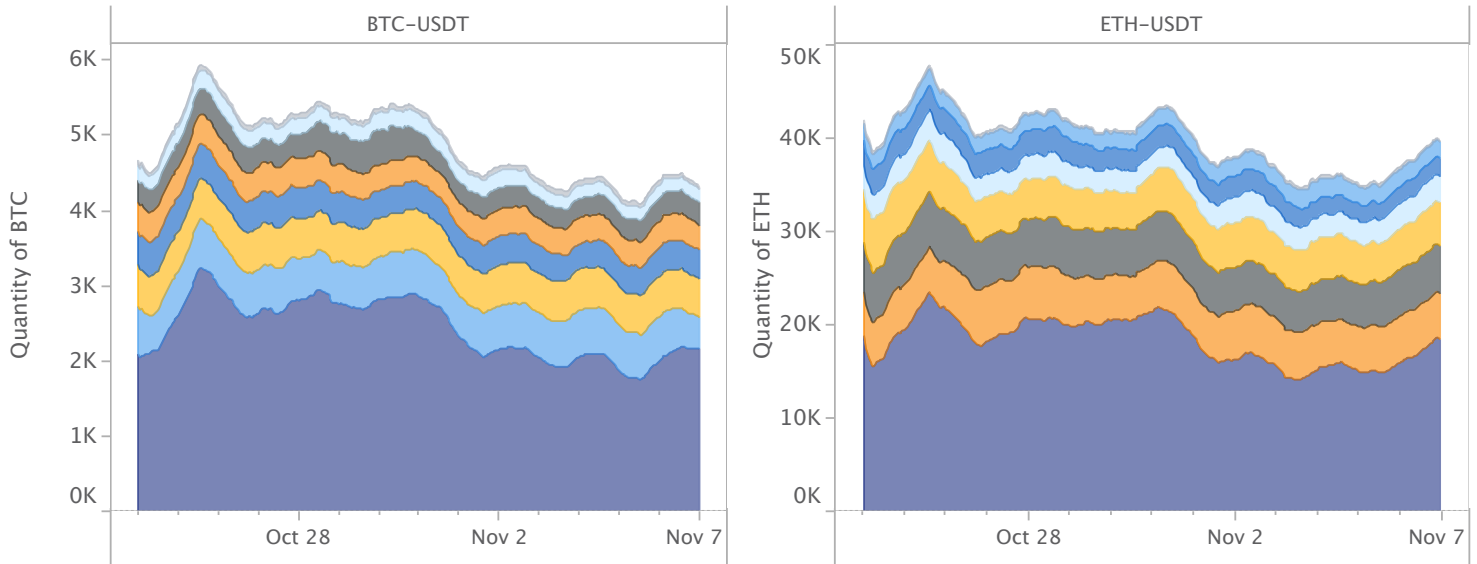 BTC–USDT
Quantity of BTC
6K
5K
4K
3K
2K
1K
0K
Oct 28
Nov 2
Nov 7
ETH–USDT
Quantity of ETH
50K
40K
30K
20K
10K
0K
Oct 28
Nov 2
Nov 7